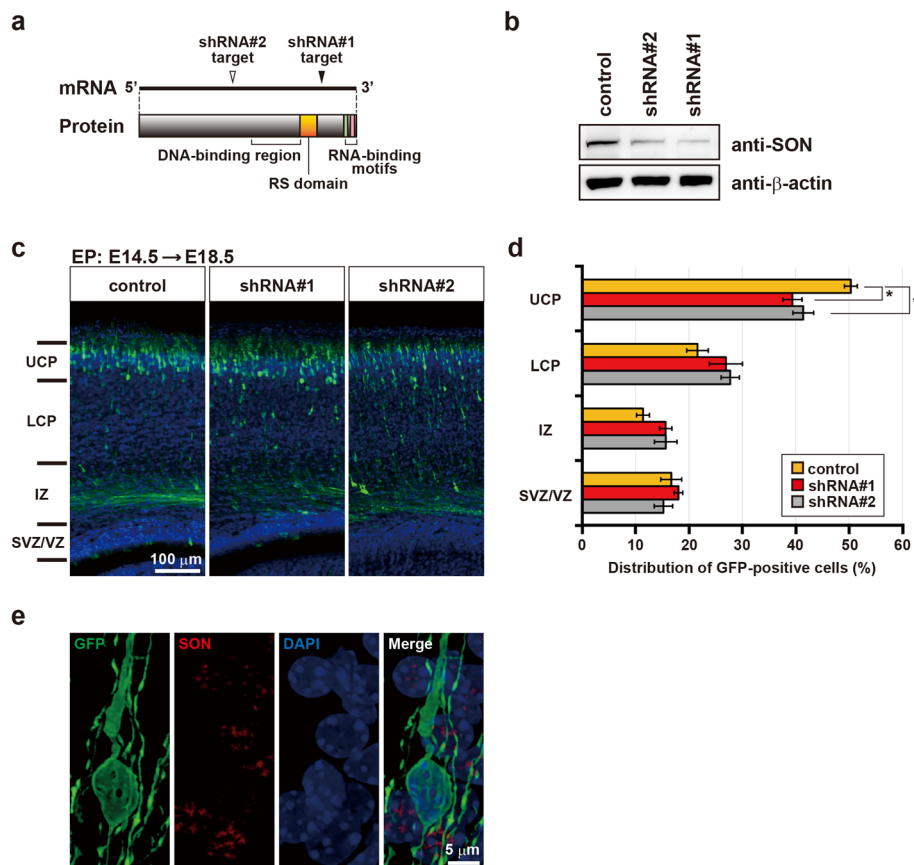 a
shRNA#2
target
shRNA#1
target
mRNA
5’
3’
Protein
DNA-binding region
RS domain
RNA-binding
motifs
b
control
shRNA#2
shRNA#1
anti-SON
anti-β-actin
c
EP: E14.5 → E18.5
control
shRNA#1
shRNA#2
UCP
LCP
IZ
SVZ/VZ
100 μm
d
UCP
LCP
IZ
SVZ/VZ
*
control
shRNA#1
shRNA#2
0 10 20 30 40 50 60
Distribution of GFP-positive cells (%)
e
GFP
SON
DAPI
Merge
5 μm